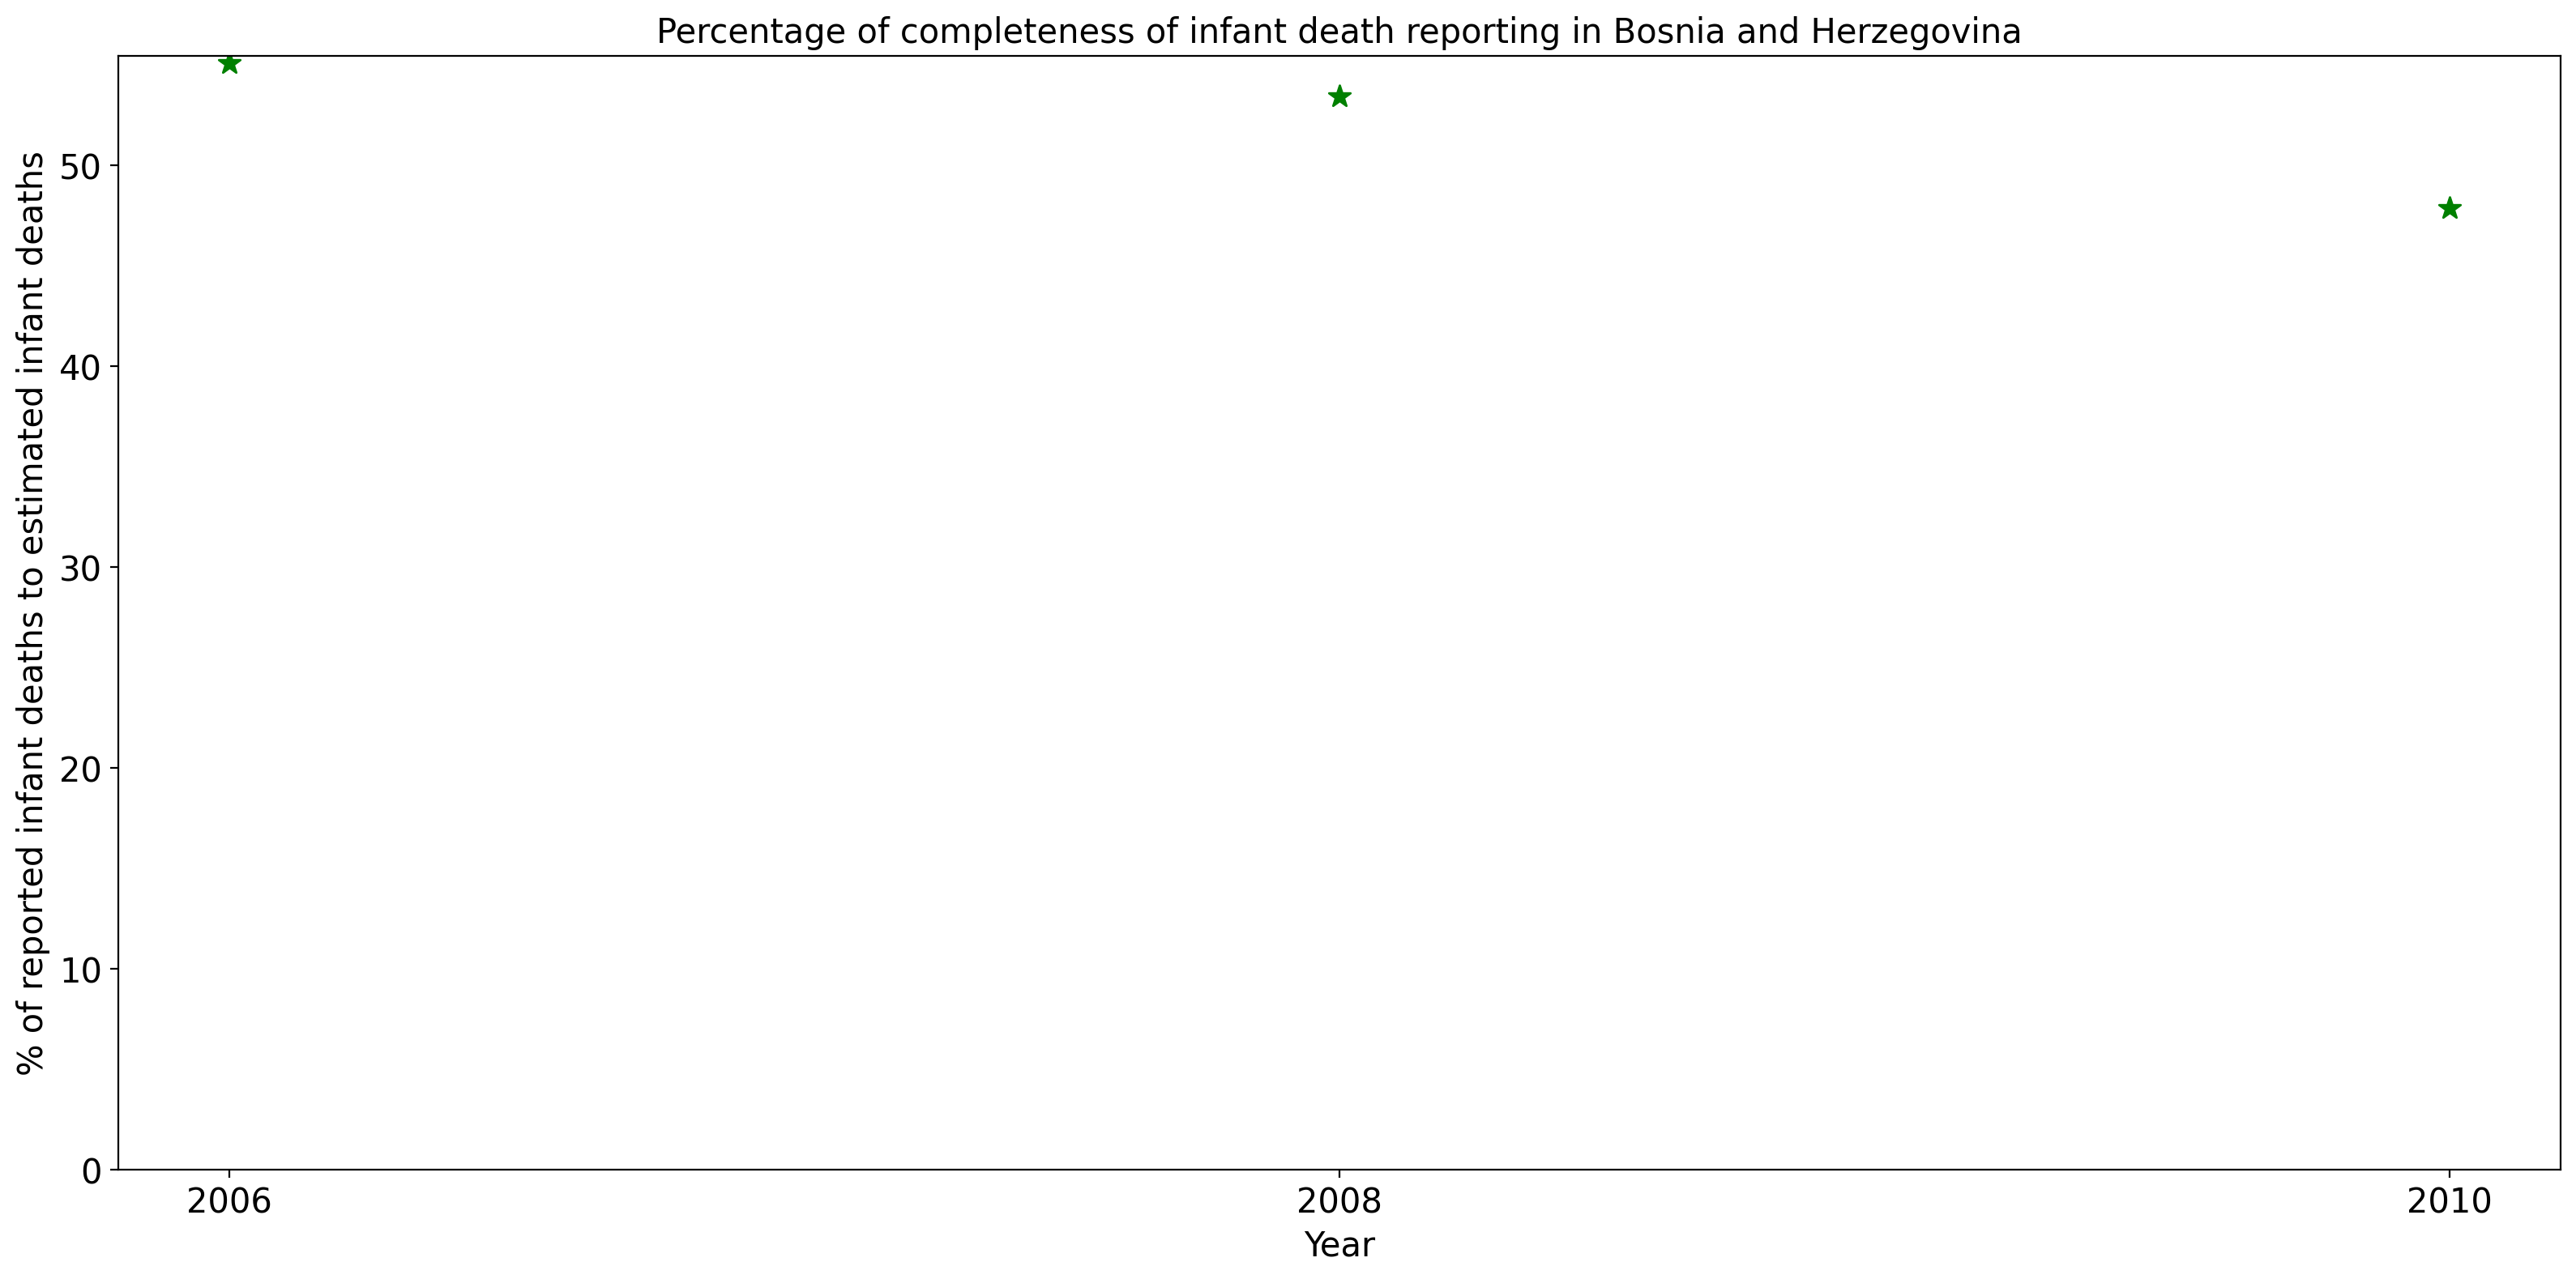 Percentage of completeness of infant death reporting in Bosnia and Herzegovina
% of reported infant deaths to estimated infant deaths
50
40
30
20
10
0
2006 2008 2010
Year